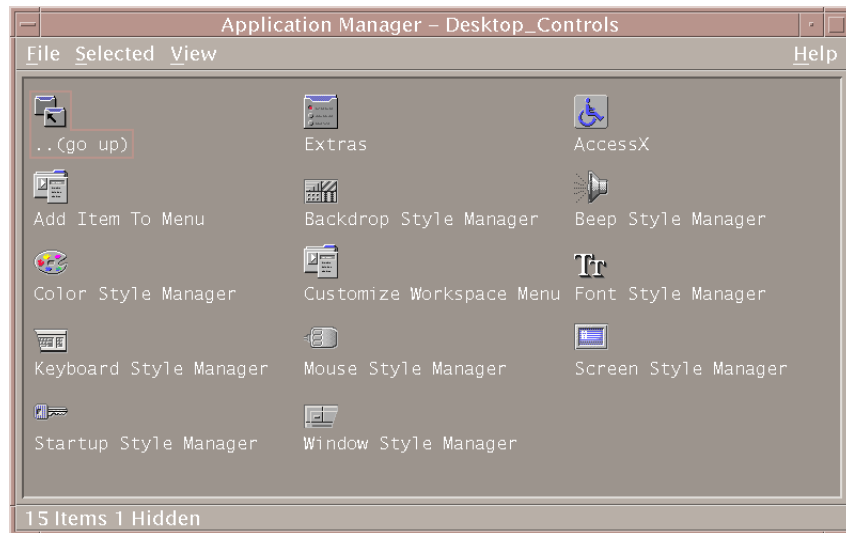 Application Manager – Desktop_Controls
File Selected View Help
..(go up) Extras AccessX
Add Item To Menu Backdrop Style Manager Beep Style Manager
Tr
Color Style Manager Customize Workspace Menu Font Style Manager
Keyboard Style Manager Mouse Style Manager Screen Style Manager
Startup Style Manager Window Style Manager
15 Items 1 Hidden